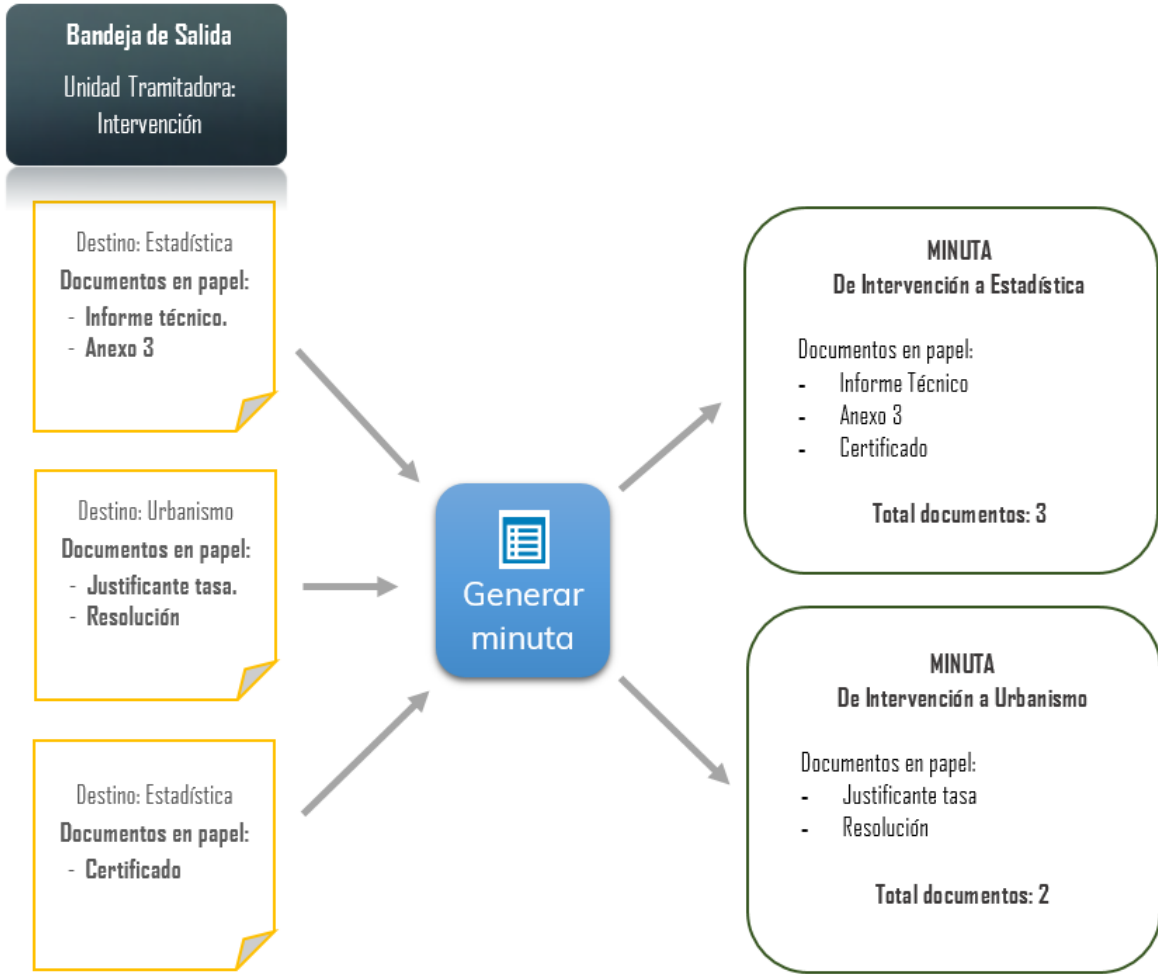 Bandeja de Salida
Unidad Tramitadora:
Intervención
Destino: Estadística
Documentos en papel:
- Informe técnico.
- Anexo 3
Destino: Urbanismo
Documentos en papel:
- Justificante tasa.
- Resolución
Destino: Estadística
Documentos en papel:
- Certificado
Generar
minuta
MINUTA
De Intervención a Estadística
Documentos en papel:
- Informe Técnico
- Anexo 3
- Certificado
Total documentos: 3
MINUTA
De Intervención a Urbanismo
Documentos en papel:
- Justificante tasa
- Resolución
Total documentos: 2